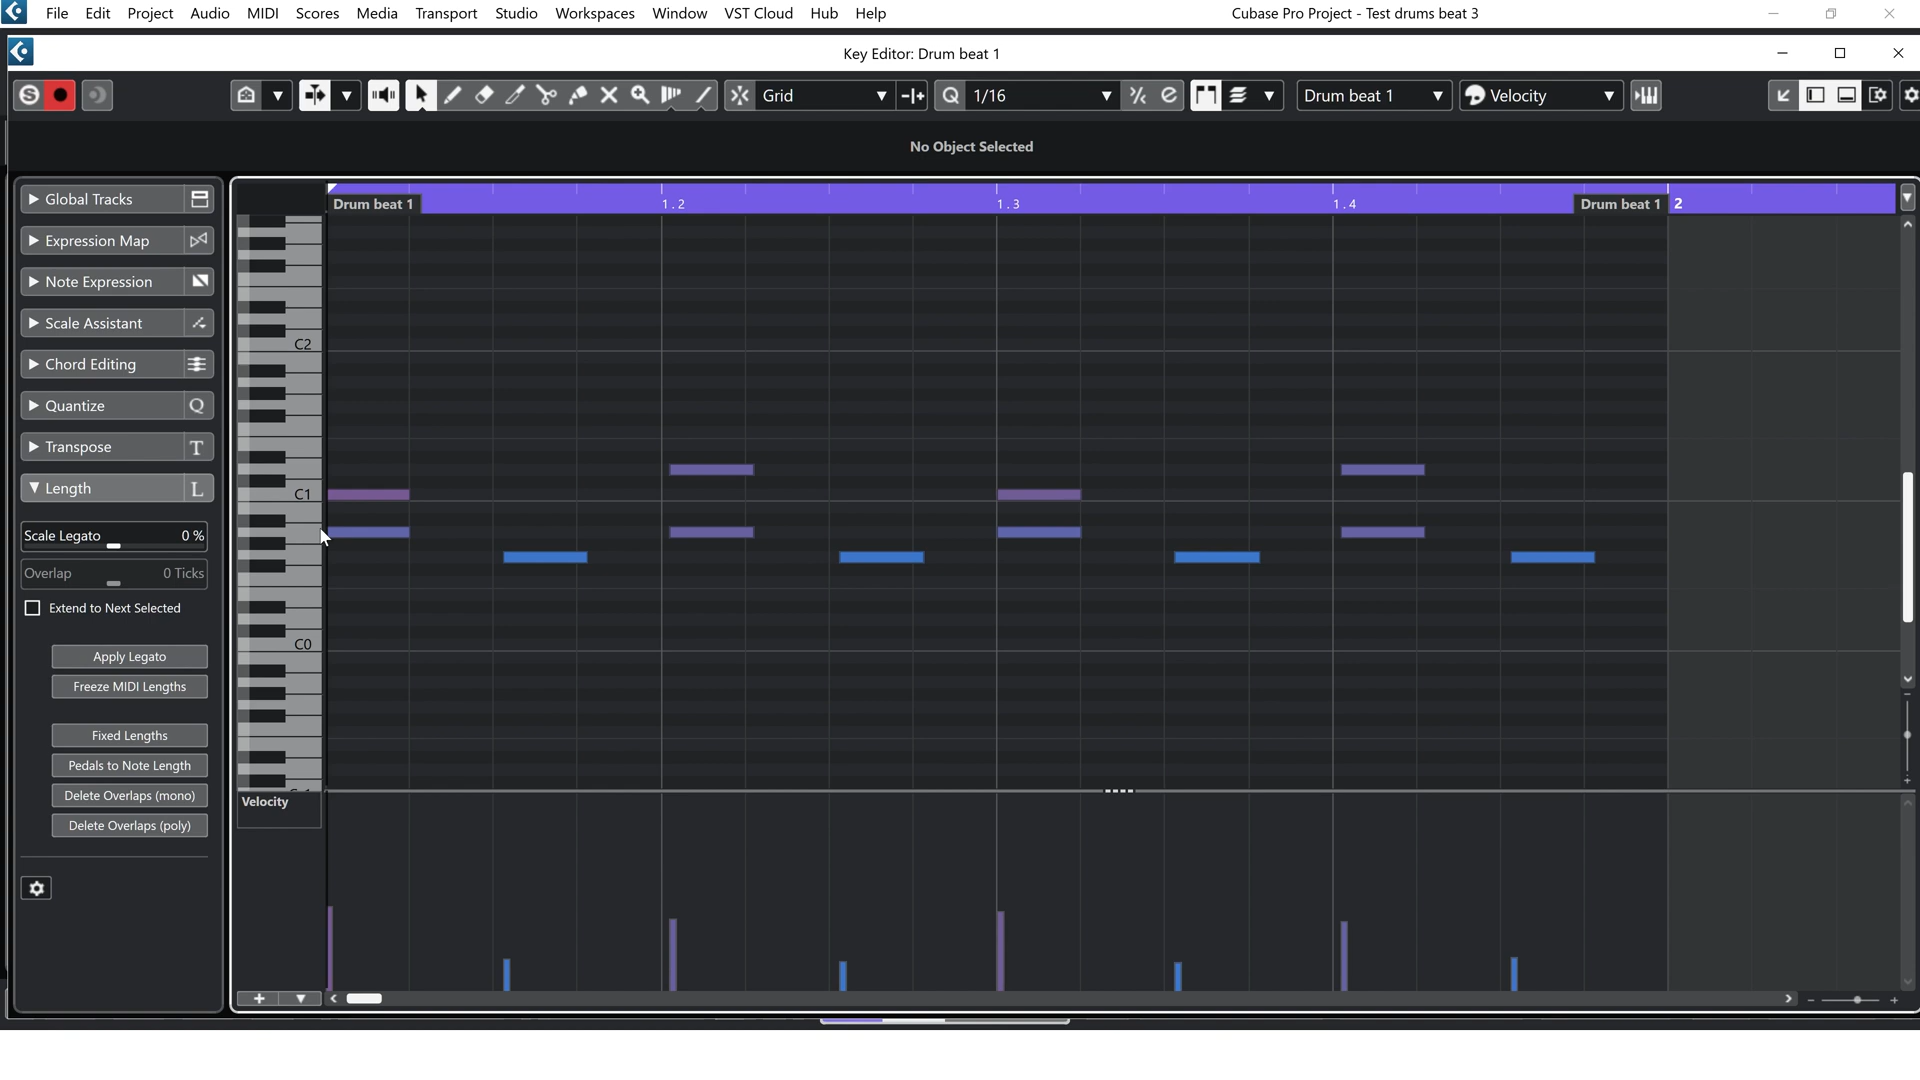 File Edit Project Audio MIDI Scores Media Transport Studio Workspaces Window VST Cloud Hub Help Cubase Pro Project - Test drums beat 3
Key Editor: Drum beat 1
Grid Q 1/16 Drum beat 1 Velocity
No Object Selected
Global Tracks
Drum beat 1 1.2 1.3 1.4 Drum beat 1 2
Expression Map
Note Expression
Scale Assistant
C2
Chord Editing
Quantize Q
Transpose T
Length L
C1
Scale Legato 0 %
Overlap 0 Ticks
Extend to Next Selected
C0
Apply Legato
Freeze MIDI Lengths
Fixed Lengths
Pedals to Note Length
Delete Overlaps (mono)
Velocity
Delete Overlaps (poly)